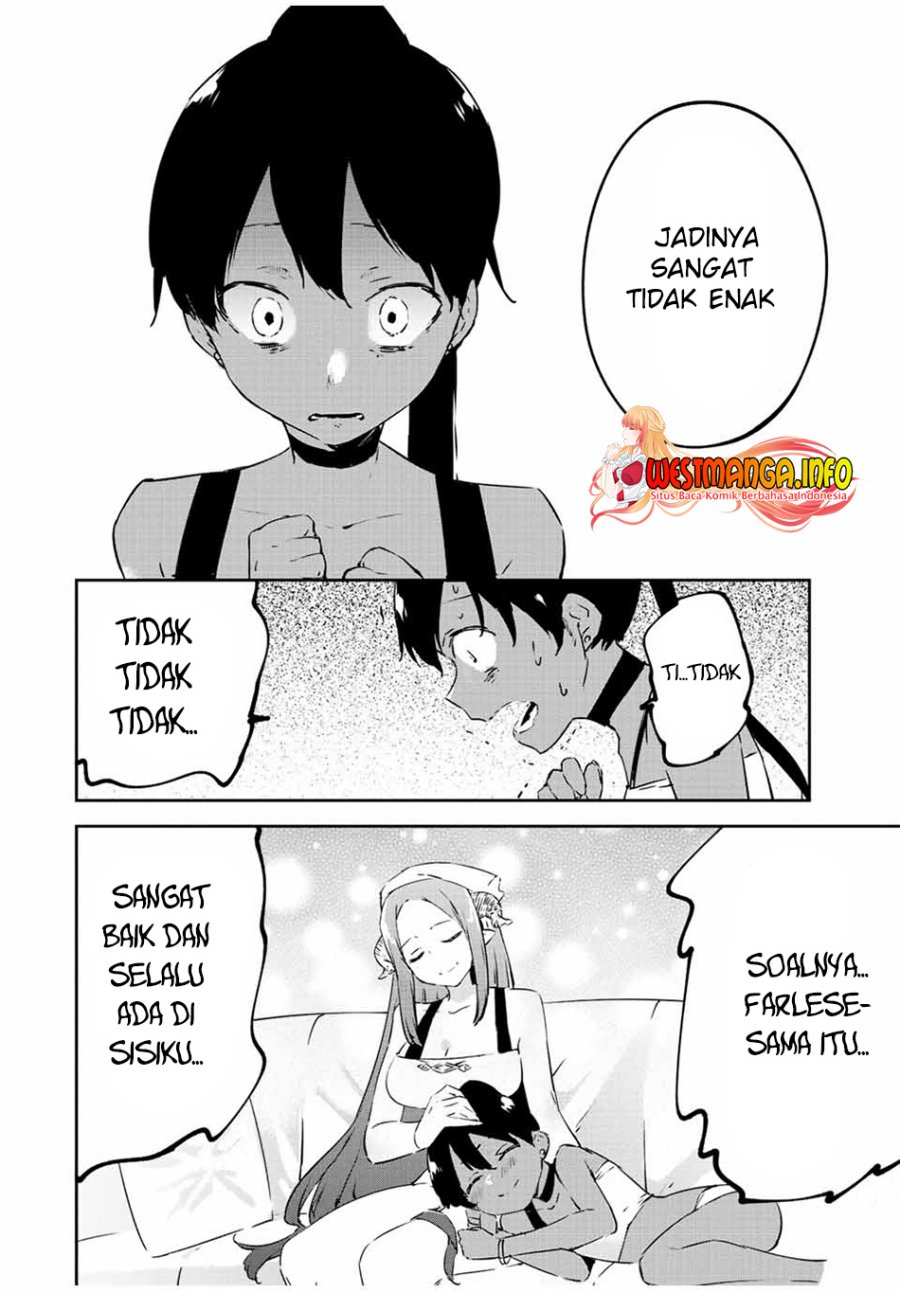 JADINYA
SANGAT
TIDAK ENAK
WESTMANGA.INFO
Situs Baca Komik Berbahasa Indonesia
TI...TIDAK
TIDAK
TIDAK
TIDAK...
SOALNYA...
FARLESE-
SAMA ITU...
SANGAT
BAIK DAN
SELALU
ADA DI
SISIKU...